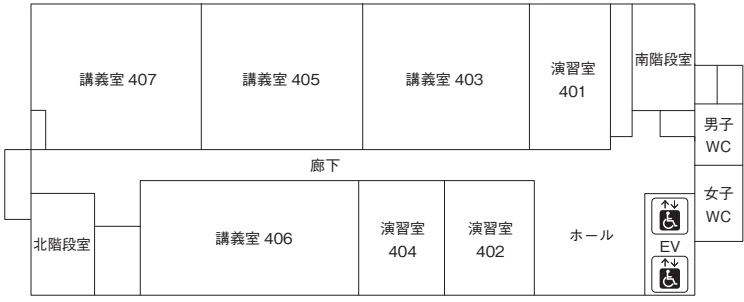 講義室 407
講義室 405
講義室 403
演習室
401
南階段室
男子
WC
廊下
女子
WC
北階段室
講義室 406
演習室
404
演習室
402
ホール
EV